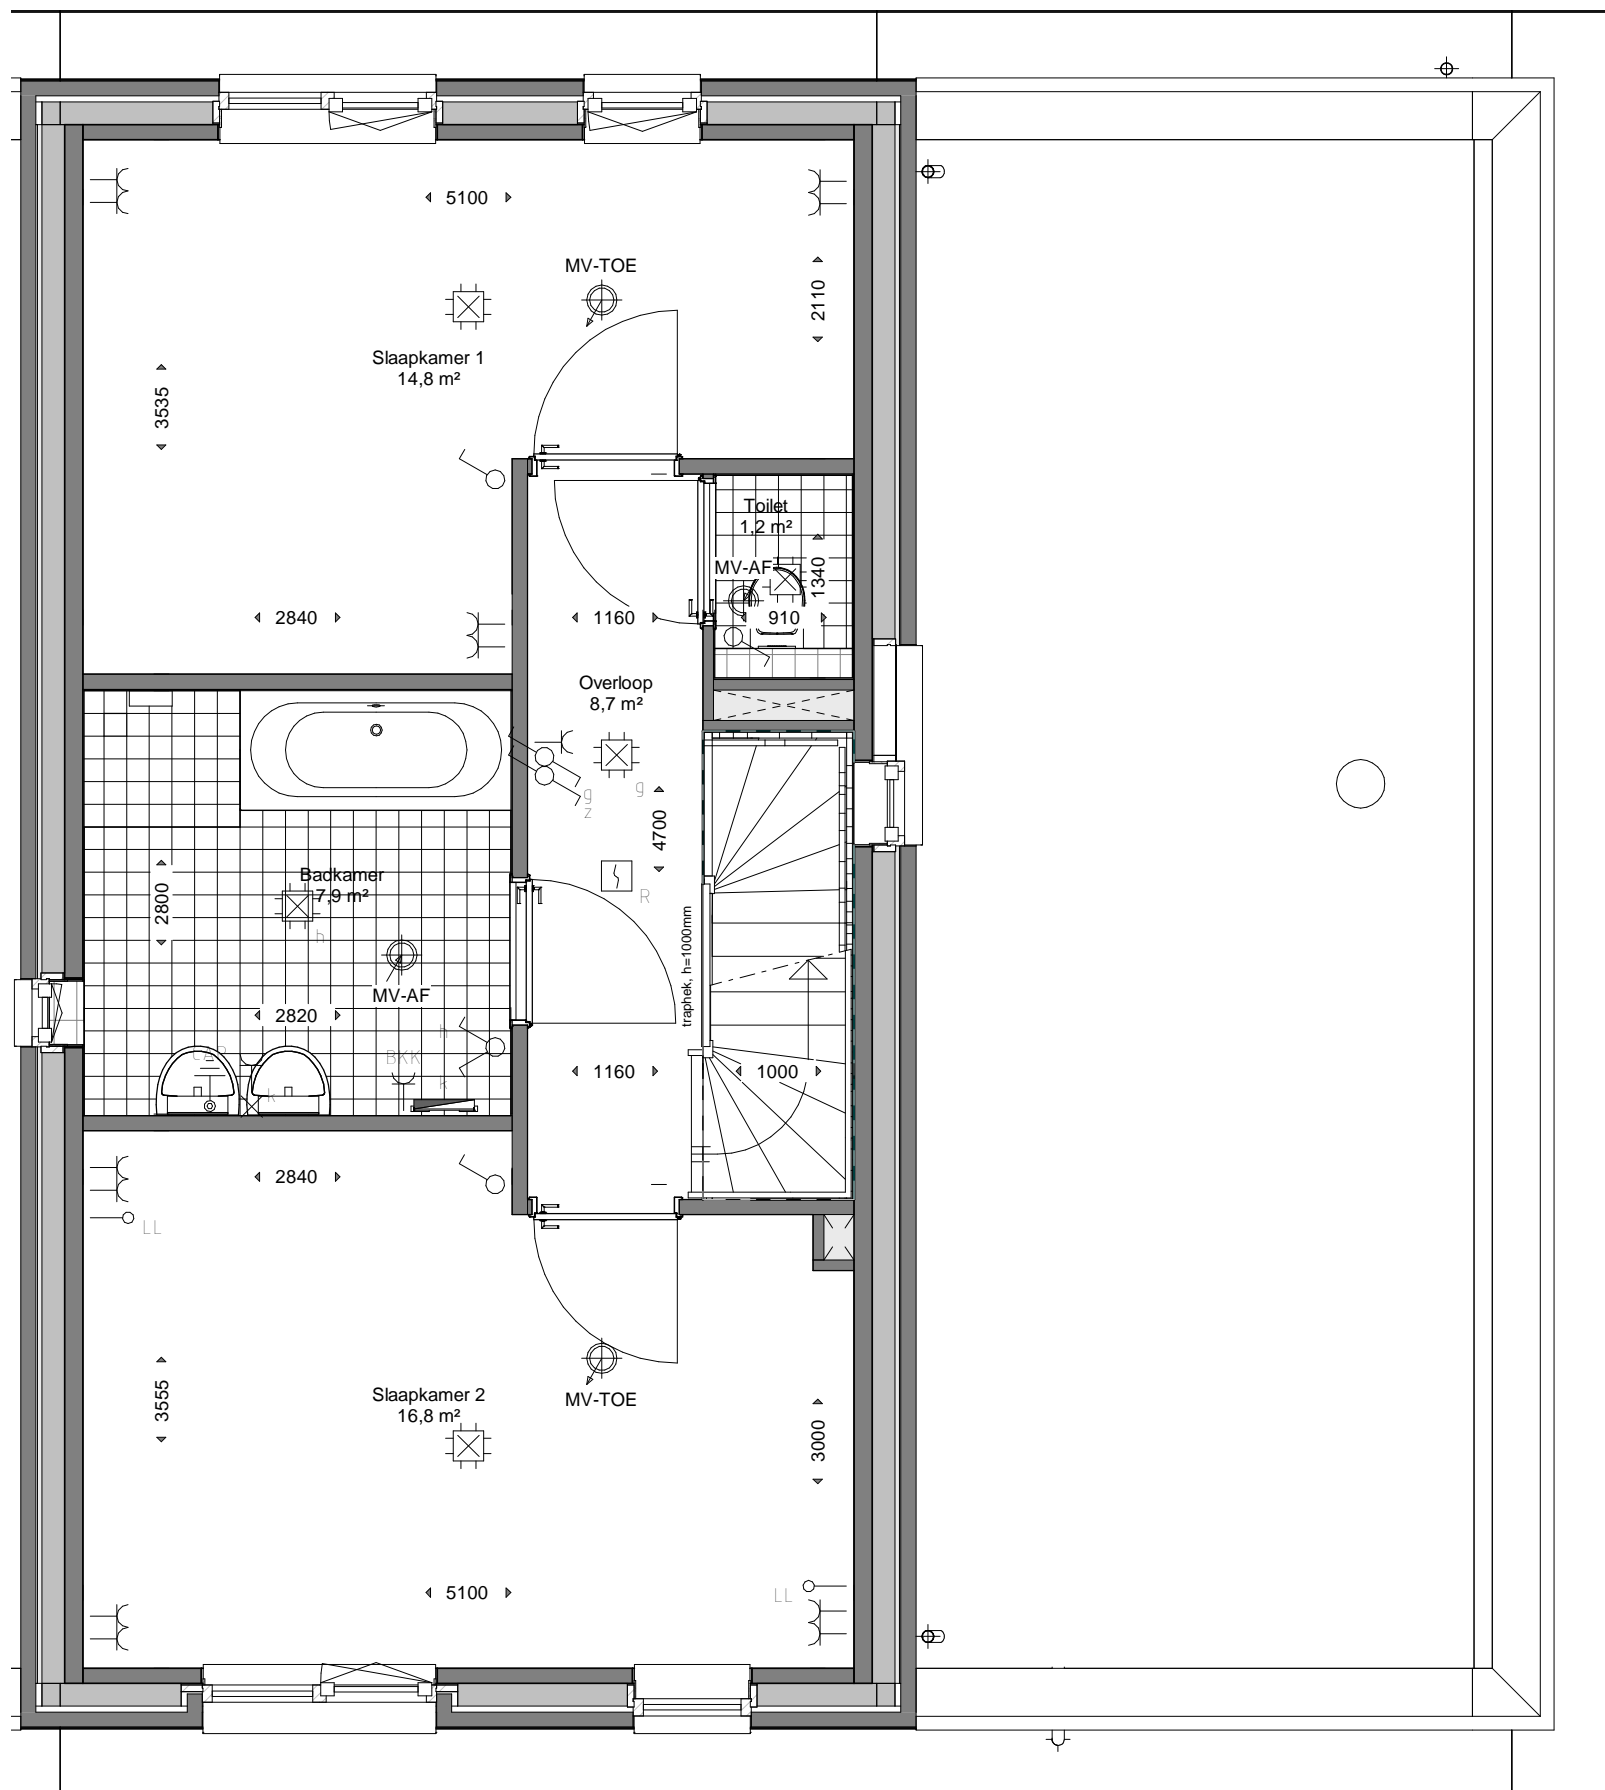 5100
MV-TOE
2110
Slaapkamer 1
14,8 m²
3535
Toilet
1,2 m²
MV-AF
1340
2840
1160
910
Overloop
8,7 m²
g
g
z
4700
Badkamer
7,9 m²
2800
R
h
traphek, h=1000mm
MV-AF
2820
h
CAP
BKK
k
k
1160
1000
2840
LL
Slaapkamer 2
16,8 m²
3555
MV-TOE
3000
5100
LL